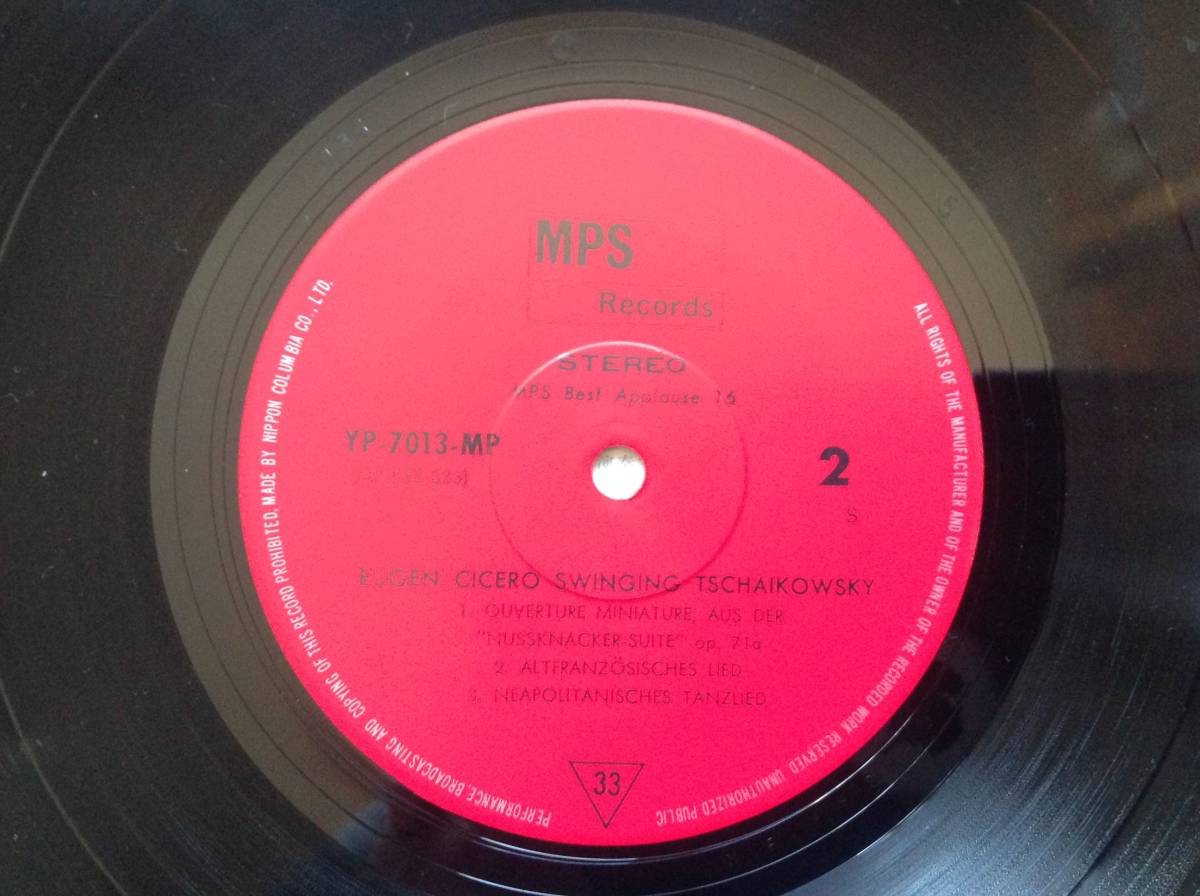 MPS
Records
STEREO
MPS Best Applause 16
YP-7013-MP
2
S
EUGEN CICERO SWINGING TSCHAIKOWSKY
1. OUVERTURE MINIATURE, AUS DER
"NUSSKNACKER-SUITE" op. 71a
2. ALTFRANZÖSISCHES LIED
3. NEAPOLITANISCHES TANZLIED
33
ALL RIGHTS OF THE MANUFACTURER AND OF THE OWNER OF THE RECORDED WORK RESERVED UNAUTHORIZED PUBLIC PERFORMANCE, BROADCASTING AND COPYING OF THIS RECORD PROHIBITED. MADE BY NIPPON COLUMBIA CO., LTD.